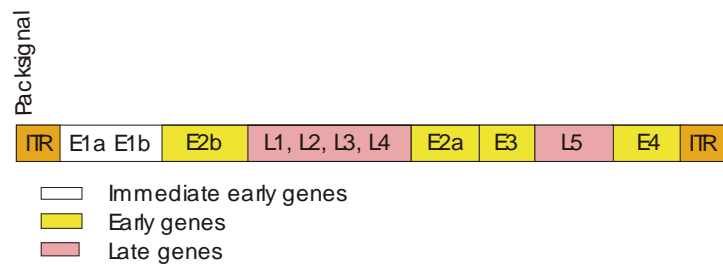 Packsignal
ITR E1a E1b E2b L1, L2, L3, L4 E2a E3 L5 E4 ITR
Immediate early genes
Early genes
Late genes